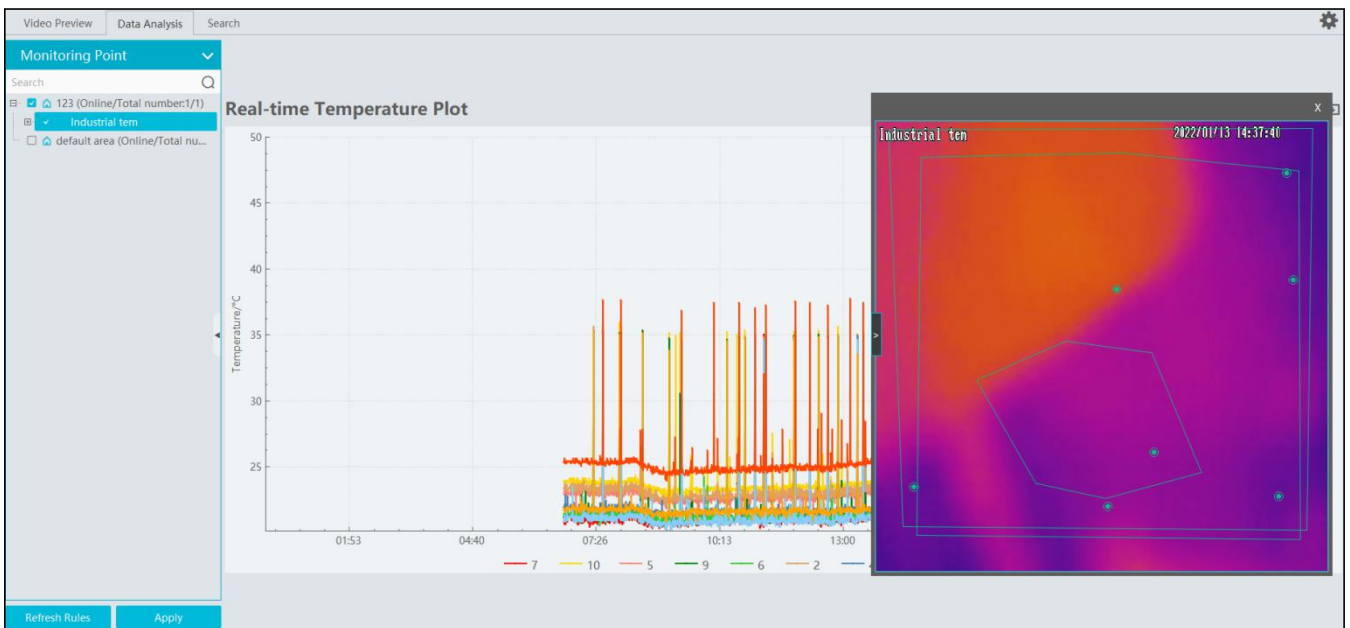 Video Preview Data Analysis Search
Monitoring Point
Search
123 (Online/Total number:1/1)
Industrial tem
default area (Online/Total nu...
Refresh Rules Apply
Real-time Temperature Plot
Temperature/°C
50
45
40
35
30
25
01:53 04:40 07:26 10:13 13:00
7 10 5 9 6 2
X
Industrial tem 2022/01/13 14:37:40
>